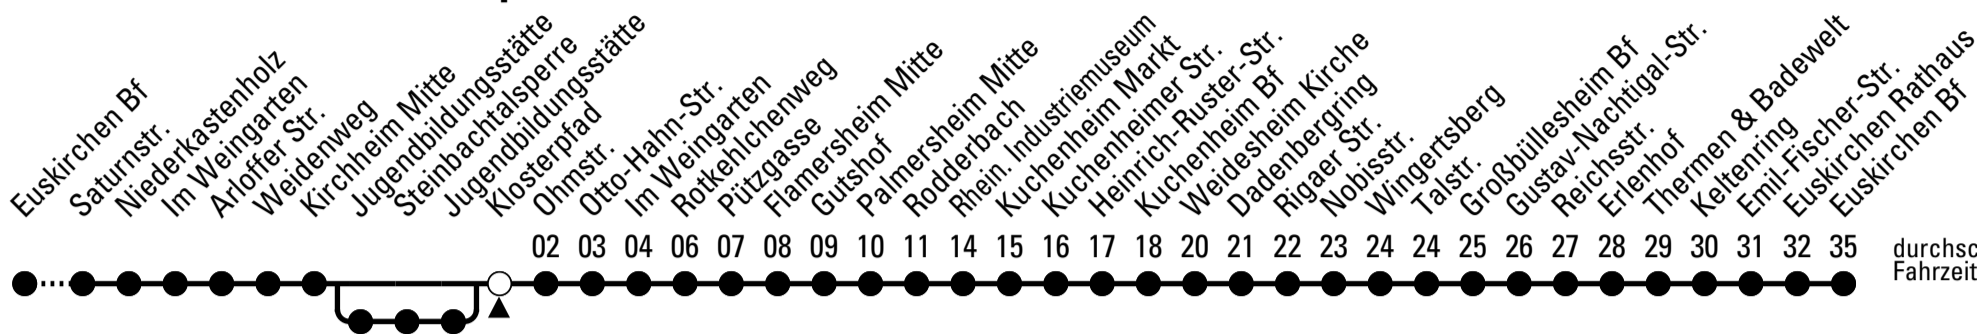 Euskirchen Bf
Saturnstr.
Niederkastenholz
Im Weingarten
Arloffer Str.
Weidenweg
Kirchheim Mitte
Jugendbildungsstätte
Steinbachtalsperre
Jugendbildungsstätte
Klosterpfad
Ohmstr.
Otto-Hahn-Str.
Im Weingarten
Rotkehlchenweg
Pützgasse
Flamersheim Mitte
Gutshof
Palmersheim Mitte
Rodderbach
Rhein. Industriemuseum
Kuchenheim Markt
Kuchenheimer Str.
Heinrich-Ruster-Str.
Kuchenheim Bf
Weidesheim Kirche
Dadenbergring
Rigaer Str.
Nobisstr.
Wingertsberg
Talstr.
Großbüllesheim Bf
Gustav-Nachtigal-Str.
Reichsstr.
Erlenhof
Thermen & Badewelt
Keltenring
Emil-Fischer-Str.
Euskirchen Rathaus
Euskirchen Bf
02 03 04 06 07 08 09 10 11 14 15 16 17 18 20 21 22 23 24 24 25 26 27 28 29 30 31 32 35
durchsc
Fahrzeit